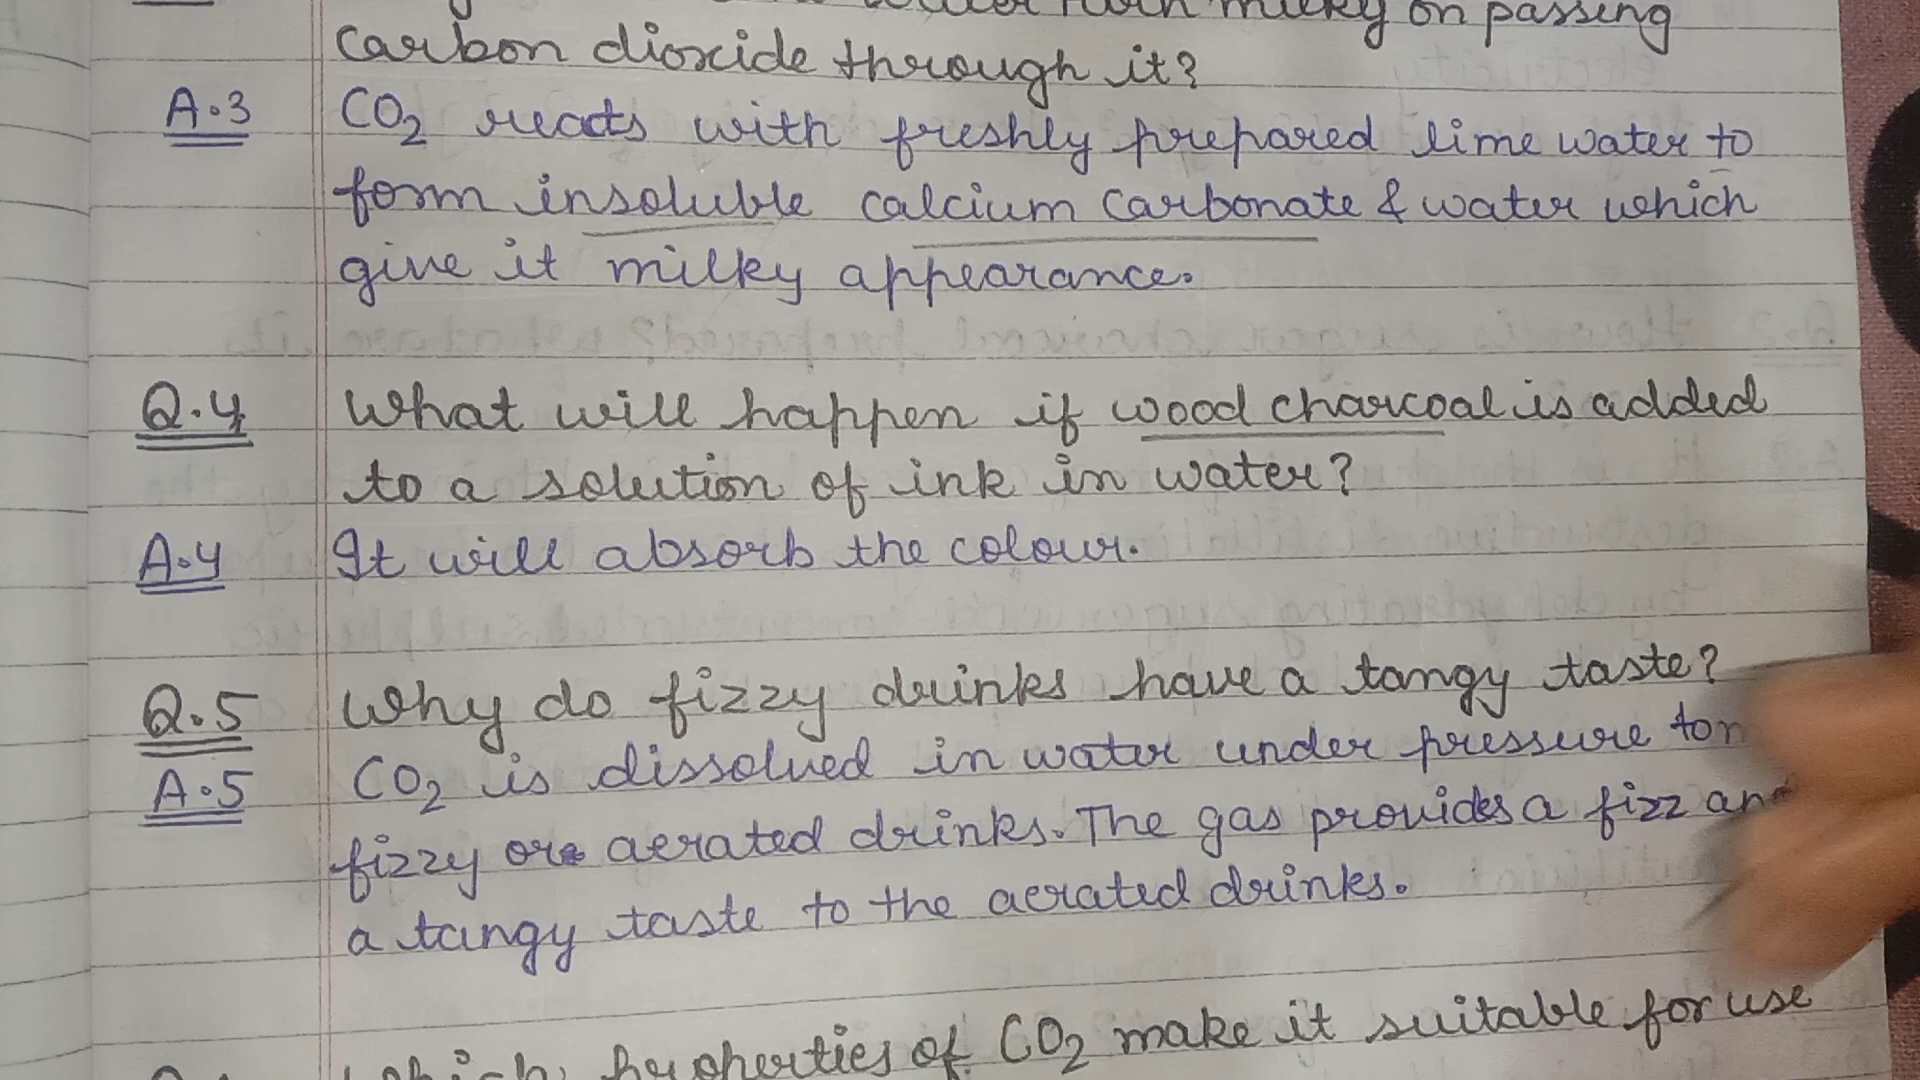 water turn milky on passing
carbon dioxide through it?
A.3 CO₂ reacts with freshly prepared lime water to
form insoluble calcium carbonate & water which
give it milky appearance.
Q.4 What will happen if wood charcoal is added
to a solution of ink in water?
A.4 It will absorb the colour.
Q.5 Why do fizzy drinks have a tangy taste?
A.5 CO₂ is dissolved in water under pressure
fizzy or aerated drinks. The gas provides a fizz
a tangy taste to the aerated drinks.
properties of CO₂ make it suitable for use